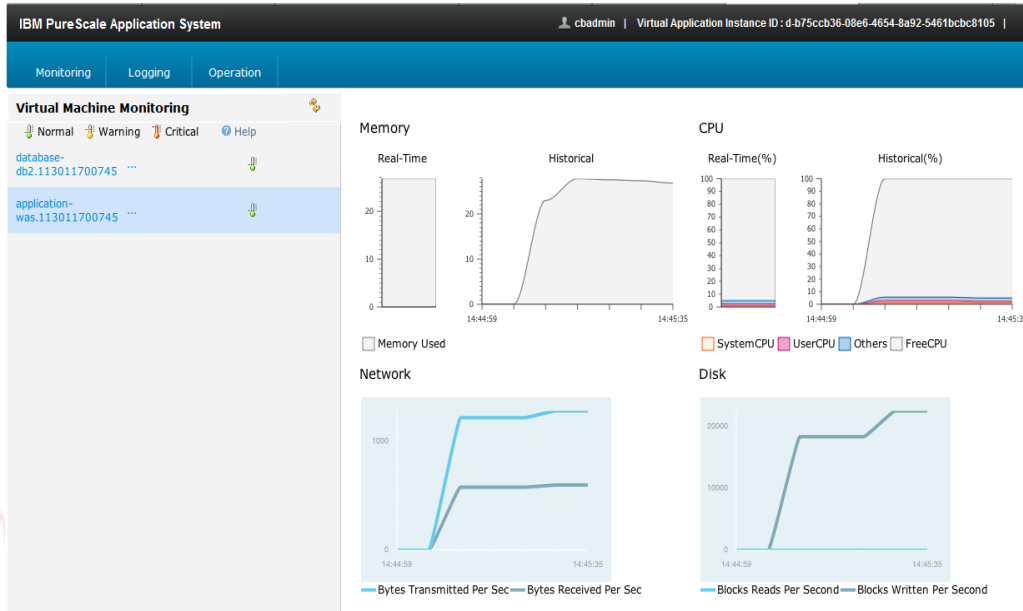 IBM PureScale Application System
cbadmin | Virtual Application Instance ID : d-b75ccb36-08e6-4654-8a92-5461bcbc8105 |
Monitoring Logging Operation
Virtual Machine Monitoring
Normal Warning Critical Help
database-
db2.113011700745 ...
application-
was.113011700745 ...
Memory
Real-Time Historical
20
10
0
20
10
0
14:44:59 14:45:35
Memory Used
CPU
Real-Time(%) Historical(%)
100
90
80
70
60
50
40
30
20
10
0
100
90
80
70
60
50
40
30
20
10
0
14:44:59 14:45:3
SystemCPU UserCPU Others FreeCPU
Network
1000
0
14:44:59 14:45:35
Bytes Transmitted Per Sec Bytes Received Per Sec
Disk
20000
10000
0
14:44:59 14:45:35
Blocks Reads Per Second Blocks Written Per Second